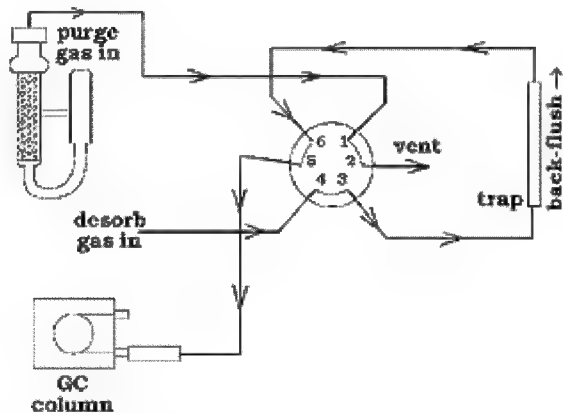 purge
gas in
6 1
5 2
4 3
vent
trap
back-flush →
desorb
gas in
GC
column